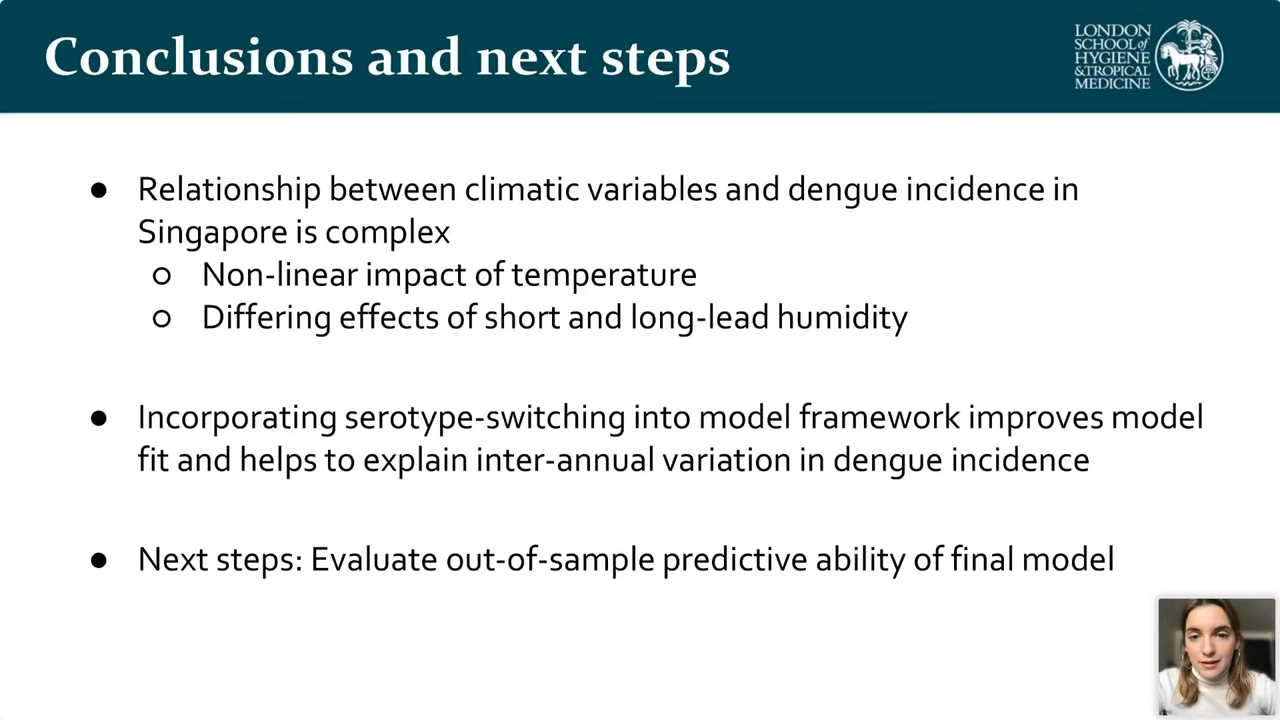 Conclusions and next steps
LONDON
SCHOOL of
HYGIENE
& TROPICAL
MEDICINE
● Relationship between climatic variables and dengue incidence in
Singapore is complex
○ Non-linear impact of temperature
○ Differing effects of short and long-lead humidity
● Incorporating serotype-switching into model framework improves model
fit and helps to explain inter-annual variation in dengue incidence
● Next steps: Evaluate out-of-sample predictive ability of final model